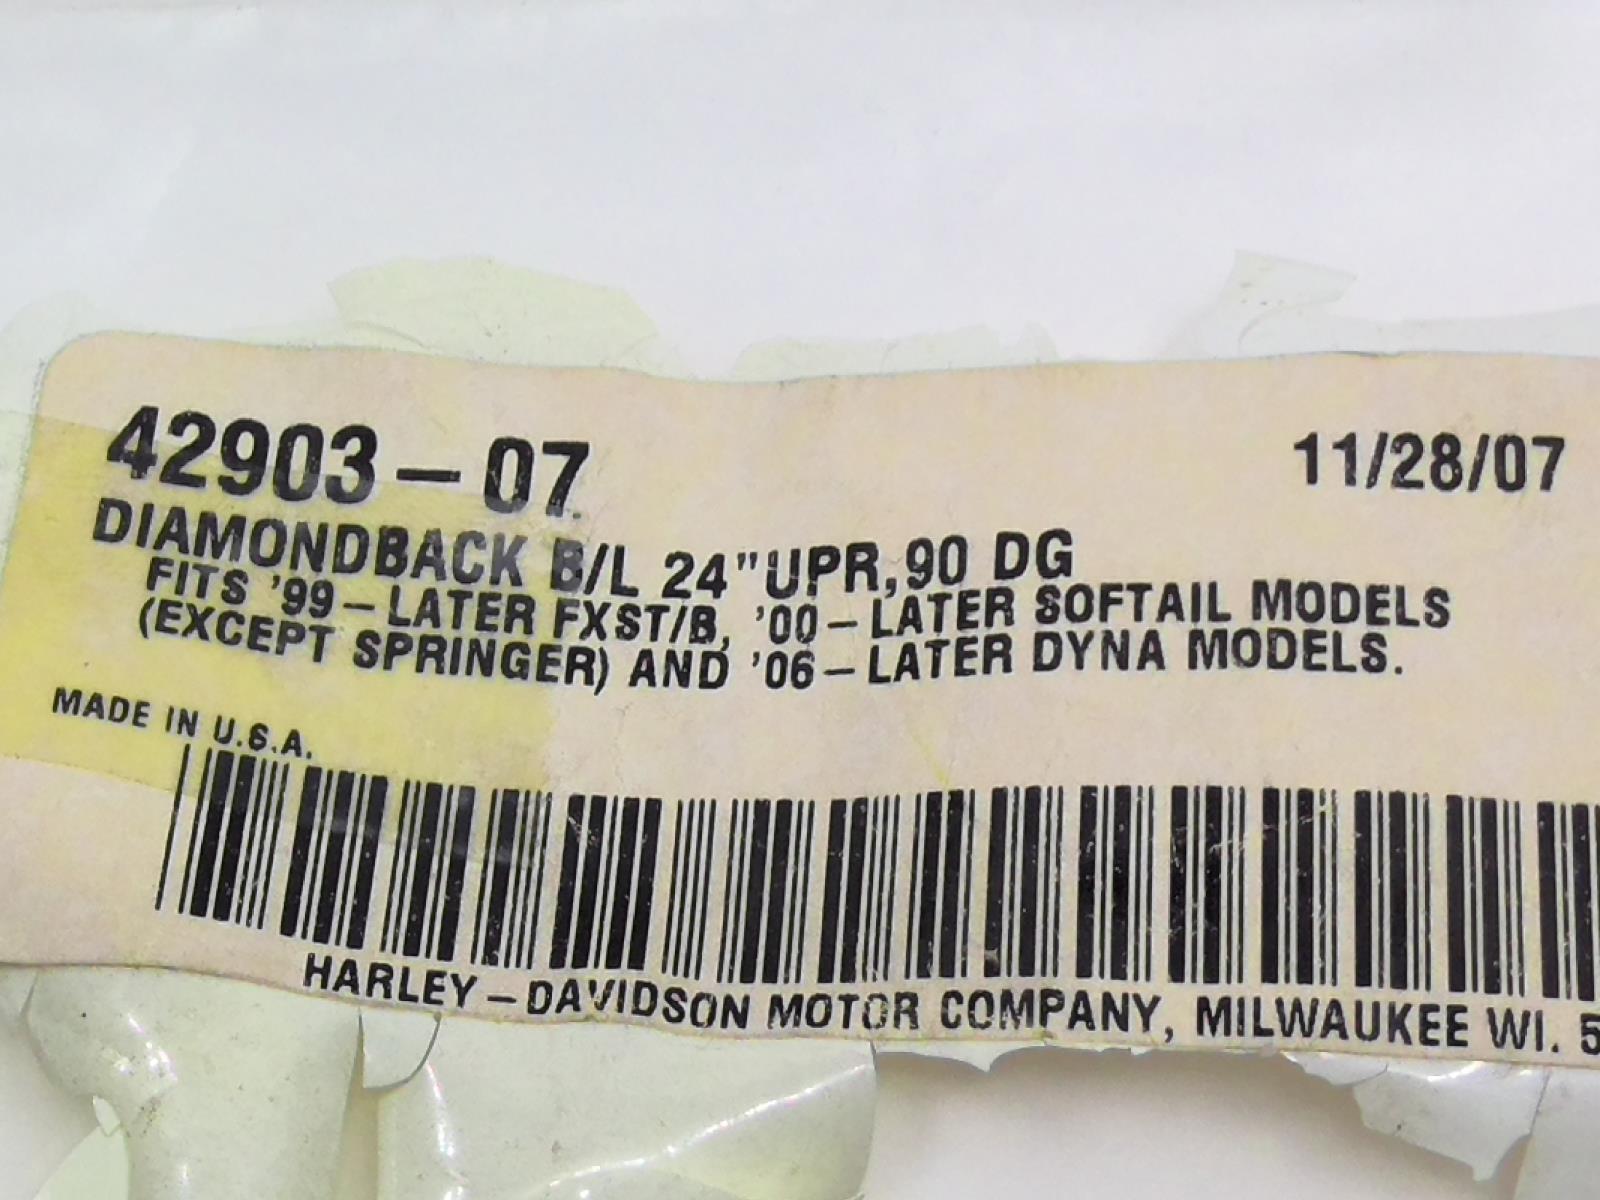 42903-07 11/28/07
DIAMONDBACK B/L 24"UPR,90 DG
FITS '99-LATER FXST/B, '00-LATER SOFTAIL MODELS
(EXCEPT SPRINGER) AND '06-LATER DYNA MODELS.
MADE IN U.S.A.
HARLEY-DAVIDSON MOTOR COMPANY, MILWAUKEE WI. 5